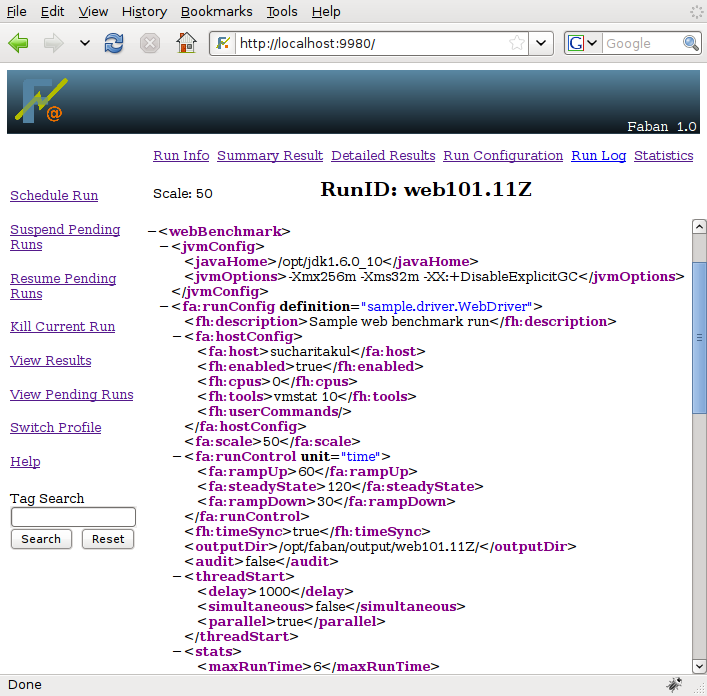 File Edit View History Bookmarks Tools Help
http://localhost:9980/
G Google
@
Faban 1.0
Run Info Summary Result Detailed Results Run Configuration Run Log Statistics
Schedule Run
Suspend Pending
Runs
Resume Pending
Runs
Kill Current Run
View Results
View Pending Runs
Switch Profile
Help
Tag Search
Search Reset
Scale: 50
RunID: web101.11Z
−<webBenchmark>
−<jvmConfig>
<javaHome>/opt/jdk1.6.0_10</javaHome>
<jvmOptions>-Xmx256m -Xms32m -XX:+DisableExplicitGC</jvmOptions>
</jvmConfig>
−<fa:runConfig definition="sample.driver.WebDriver">
<fh:description>Sample web benchmark run</fh:description>
−<fa:hostConfig>
<fa:host>sucharitakul</fa:host>
<fh:enabled>true</fh:enabled>
<fh:cpus>0</fh:cpus>
<fh:tools>vmstat 10</fh:tools>
<fh:userCommands/>
</fa:hostConfig>
<fa:scale>50</fa:scale>
−<fa:runControl unit="time">
<fa:rampUp>60</fa:rampUp>
<fa:steadyState>120</fa:steadyState>
<fa:rampDown>30</fa:rampDown>
</fa:runControl>
<fh:timeSync>true</fh:timeSync>
<outputDir>/opt/faban/output/web101.11Z/</outputDir>
<audit>false</audit>
−<threadStart>
<delay>1000</delay>
<simultaneous>false</simultaneous>
<parallel>true</parallel>
</threadStart>
−<stats>
<maxRunTime>6</maxRunTime>
Done